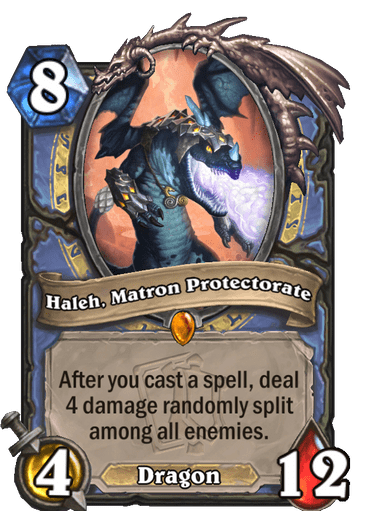 8
Haleh, Matron Protectorate
After you cast a spell, deal
4 damage randomly split
among all enemies.
4
Dragon
12